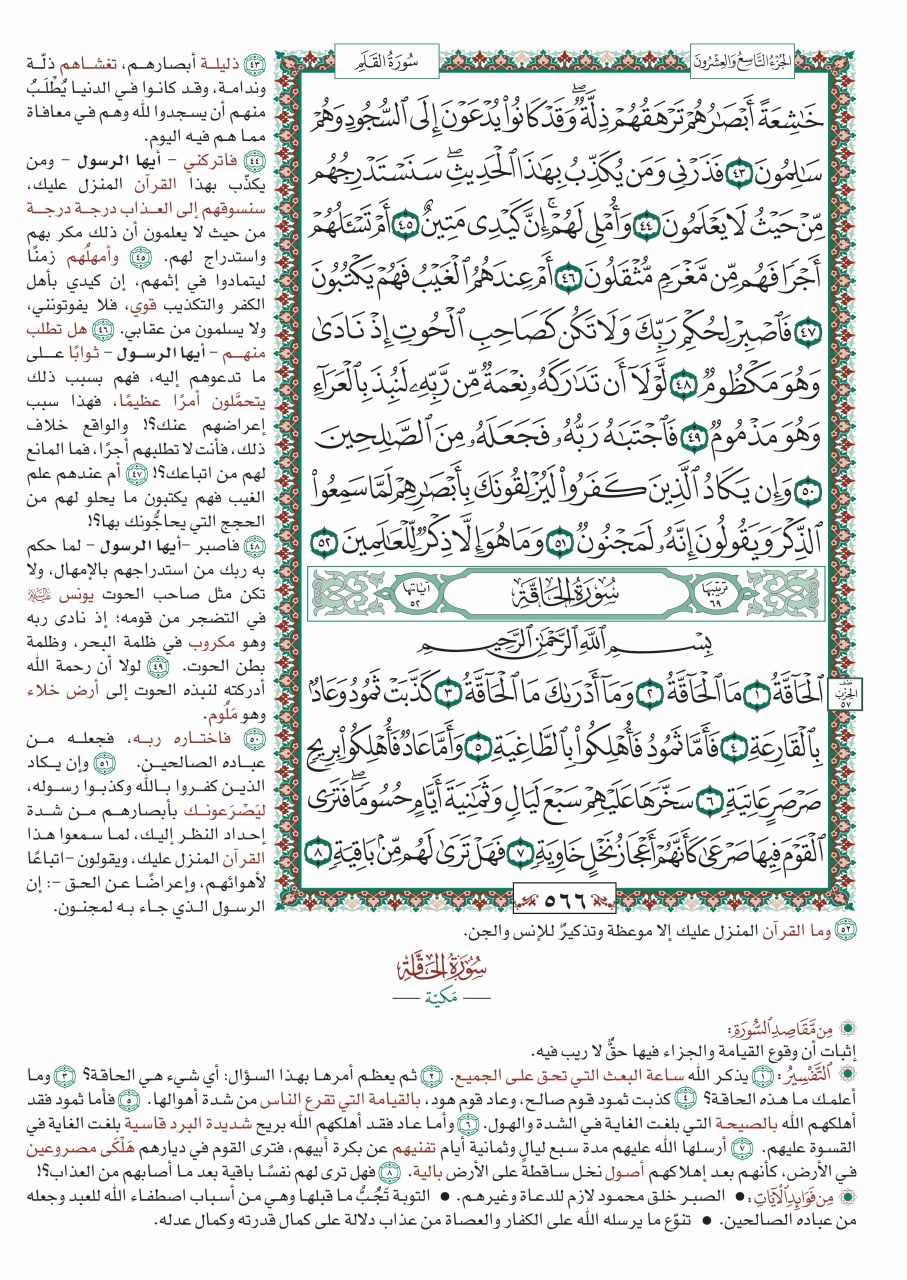 الجُزْءُ التَّاسِعُ وَالعِشْرُونَ
سُورَةُ القَلَمِ
خَٰشِعَةً أَبْصَٰرُهُمْ تَرْهَقُهُمْ ذِلَّةٌۖ وَقَدْ كَانُوا۟ يُدْعَوْنَ إِلَى ٱلسُّجُودِ وَهُمْ
سَٰلِمُونَ ٤٣ فَذَرْنِى وَمَن يُكَذِّبُ بِهَٰذَا ٱلْحَدِيثِۖ سَنَسْتَدْرِجُهُم
مِّنْ حَيْثُ لَا يَعْلَمُونَ ٤٤ وَأُمْلِى لَهُمْۚ إِنَّ كَيْدِى مَتِينٌ ٤٥ أَمْ تَسْـَٔلُهُمْ
أَجْرًا فَهُم مِّن مَّغْرَمٍ مُّثْقَلُونَ ٤٦ أَمْ عِندَهُمُ ٱلْغَيْبُ فَهُمْ يَكْتُبُونَ
٤٧ فَٱصْبِرْ لِحُكْمِ رَبِّكَ وَلَا تَكُن كَصَاحِبِ ٱلْحُوتِ إِذْ نَادَىٰ
وَهُوَ مَكْظُومٌ ٤٨ لَّوْلَآ أَن تَدَٰرَكَهُۥ نِعْمَةٌ مِّن رَّبِّهِۦ لَنُبِذَ بِٱلْعَرَآءِ
وَهُوَ مَذْمُومٌ ٤٩ فَٱجْتَبَٰهُ رَبُّهُۥ فَجَعَلَهُۥ مِنَ ٱلصَّٰلِحِينَ
٥٠ وَإِن يَكَادُ ٱلَّذِينَ كَفَرُوا۟ لَيُزْلِقُونَكَ بِأَبْصَٰرِهِمْ لَمَّا سَمِعُوا۟
ٱلذِّكْرَ وَيَقُولُونَ إِنَّهُۥ لَمَجْنُونٌ ٥١ وَمَا هُوَ إِلَّا ذِكْرٌ لِّلْعَٰلَمِينَ ٥٢
ترتيبها ٦٩
سُورَةُ الحَاقَّةِ
آياتها ٥٢
بِسْمِ ٱللَّهِ ٱلرَّحْمَٰنِ ٱلرَّحِيمِ
ٱلْحَآقَّةُ ١ مَا ٱلْحَآقَّةُ ٢ وَمَآ أَدْرَىٰكَ مَا ٱلْحَآقَّةُ ٣ كَذَّبَتْ ثَمُودُ وَعَادٌۢ
بِٱلْقَارِعَةِ ٤ فَأَمَّا ثَمُودُ فَأُهْلِكُوا۟ بِٱلطَّاغِيَةِ ٥ وَأَمَّا عَادٌ فَأُهْلِكُوا۟ بِرِيحٍ
صَرْصَرٍ عَاتِيَةٍ ٦ سَخَّرَهَا عَلَيْهِمْ سَبْعَ لَيَالٍ وَثَمَٰنِيَةَ أَيَّامٍ حُسُومًاۖ فَتَرَى
ٱلْقَوْمَ فِيهَا صَرْعَىٰ كَأَنَّهُمْ أَعْجَازُ نَخْلٍ خَاوِيَةٍ ٧ فَهَلْ تَرَىٰ لَهُم مِّنۢ بَاقِيَةٍ ٨
نصف
الحزب
٥٧
٥٦٦
٤٣ ذليلة أبصارهم، تغشاهم ذلّة
وندامة، وقد كانوا في الدنيا يُطْلَبُ
منهم أن يسجدوا لله وهم في معافاة
مما هم فيه اليوم.
٤٤ فاتركني – أيها الرسول – ومن
يكذّب بهذا القرآن المنزل عليك،
سنسوقهم إلى العذاب درجة درجة
من حيث لا يعلمون أن ذلك مكر بهم
واستدراج لهم. ٤٥ وأمهلُهم زمنًا
ليتمادوا في إثمهم، إن كيدي بأهل
الكفر والتكذيب قوي، فلا يفوتونني،
ولا يسلمون من عقابي. ٤٦ هل تطلب
منهم – أيها الرسول – ثوابًا على
ما تدعوهم إليه، فهم بسبب ذلك
يتحمَّلون أمرًا عظيمًا، فهذا سبب
إعراضهم عنك؟! والواقع خلاف
ذلك، فأنت لا تطلبهم أجرًا، فما المانع
لهم من اتباعك؟! ٤٧ أم عندهم علم
الغيب فهم يكتبون ما يحلو لهم من
الحجج التي يحاجُّونك بها؟!
٤٨ فاصبر –أيها الرسول – لما حكم
به ربك من استدراجهم بالإمهال، ولا
تكن مثل صاحب الحوت يونس ﷺ
في التضجر من قومه؛ إذ نادى ربه
وهو مكروب في ظلمة البحر، وظلمة
بطن الحوت. ٤٩ لولا أن رحمة الله
أدركته لنبذه الحوت إلى أرض خلاء
وهو مَلُوم.
٥٠ فاختاره ربه، فجعله من
عباده الصالحين. ٥١ وإن يكاد
الذين كفروا بالله وكذبوا رسوله،
ليَصْرَعونك بأبصارهم من شدة
إحداد النظر إليك، لما سمعوا هذا
القرآن المنزل عليك، ويقولون –اتباعًا
لأهوائهم، وإعراضًا عن الحق –: إن
الرسول الذي جاء به لمجنون.
٥٢ وما القرآن المنزل عليك إلا موعظة وتذكيرٌ للإنس والجن.
سُورَةُ الحَاقَّةِ
مَكيّة
مِن مَّقَاصِدِ السُّورَةِ:
إثبات أن وقوع القيامة والجزاء فيها حقٌّ لا ريب فيه.
التَّفْسِيرُ: ١ يذكر الله ساعة البعث التي تحق على الجميع. ٢ ثم يعظم أمرها بهذا السؤال: أي شيء هي الحاقة؟ ٣ وما
أعلمك ما هذه الحاقة؟ ٤ كذبت ثمود قوم صالح، وعاد قوم هود، بالقيامة التي تقرع الناس من شدة أهوالها. ٥ فأما ثمود فقد
أهلكهم الله بالصيحة التي بلغت الغاية في الشدة والهول. ٦ وأما عاد فقد أهلكهم الله بريح شديدة البرد قاسية بلغت الغاية في
القسوة عليهم. ٧ أرسلها الله عليهم مدة سبع ليالٍ وثمانية أيام تفنيهم عن بكرة أبيهم، فترى القوم في ديارهم هَلْكَى مصروعين
في الأرض، كأنهم بعد إهلاكهم أصول نخل ساقطةً على الأرض بالية. ٨ فهل ترى لهم نفسًا باقية بعد ما أصابهم من العذاب؟!
مِن فَوَائِدِ الْآيَاتِ: • الصبر خلق محمود لازم للدعاة وغيرهم. • التوبة تَجُبُّ ما قبلها وهي من أسباب اصطفاء الله للعبد وجعله
من عباده الصالحين. • تنوّع ما يرسله الله على الكفار والعصاة من عذاب دلالة على كمال قدرته وكمال عدله.